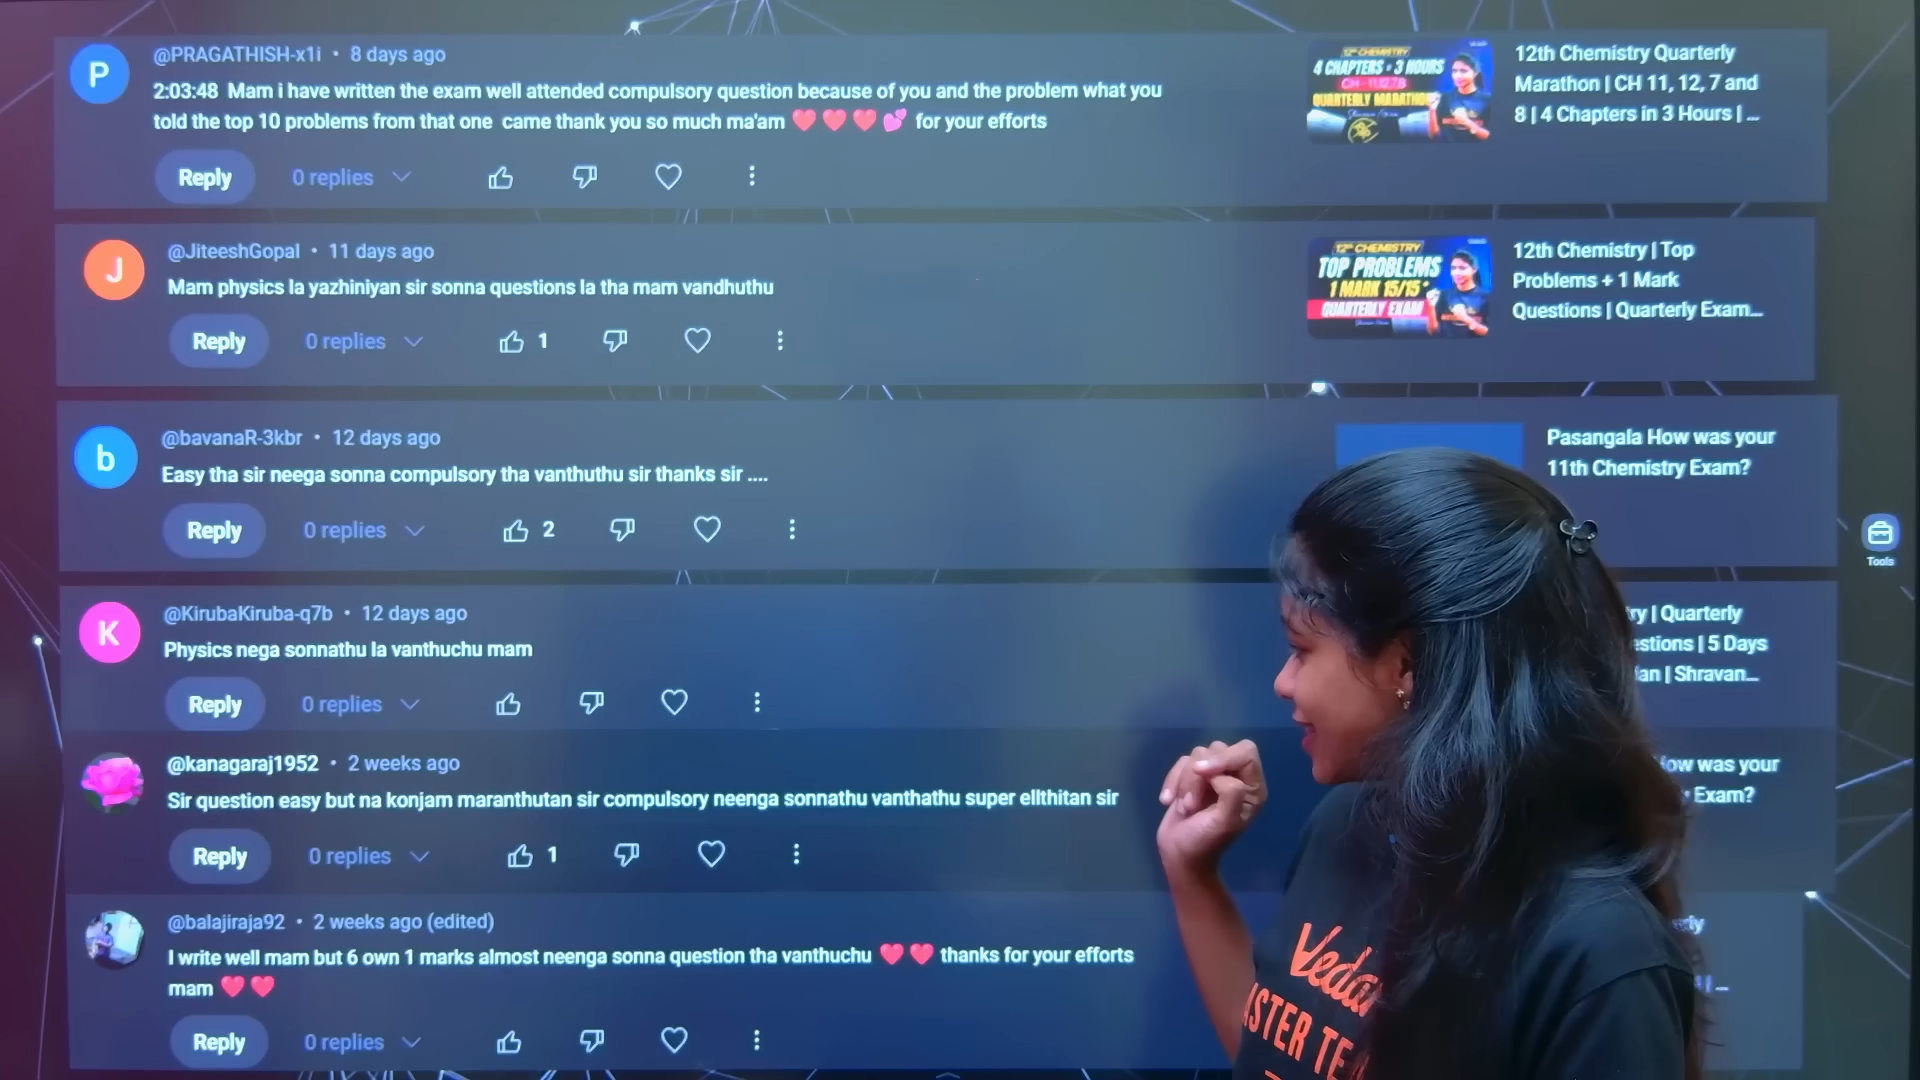 P
@PRAGATHISH-x1i • 8 days ago
2:03:48 Mam i have written the exam well attended compulsory question because of you and the problem what you
told the top 10 problems from that one came thank you so much ma'am ❤️❤️❤️💕 for your efforts
Reply 0 replies
12TH CHEMISTRY
4 CHAPTERS - 3 HOURS
QUARTERLY MARATHON
12th Chemistry Quarterly
Marathon | CH 11, 12, 7 and
8 | 4 Chapters in 3 Hours | ...
J
@JiteeshGopal • 11 days ago
Mam physics la yazhiniyan sir sonna questions la tha mam vandhuthu
Reply 0 replies 1
12TH CHEMISTRY
TOP PROBLEMS
1 MARK 15/15*
QUARTERLY EXAM
12th Chemistry | Top
Problems + 1 Mark
Questions | Quarterly Exam...
b
@bavanaR-3kbr • 12 days ago
Easy tha sir neega sonna compulsory tha vanthuthu sir thanks sir ....
Reply 0 replies 2
Pasangala How was your
11th Chemistry Exam?
Tools
K
@KirubaKiruba-q7b • 12 days ago
Physics nega sonnathu la vanthuchu mam
Reply 0 replies
ry | Quarterly
estions | 5 Days
an | Shravan...
@kanagaraj1952 • 2 weeks ago
Sir question easy but na konjam maranthutan sir compulsory neenga sonnathu vanthathu super ellthitan sir
Reply 0 replies 1
ow was your
Exam?
@balajiraja92 • 2 weeks ago (edited)
I write well mam but 6 own 1 marks almost neenga sonna question tha vanthuchu ❤️❤️ thanks for your efforts
mam ❤️❤️
Reply 0 replies
Vedan
ASTER TEA